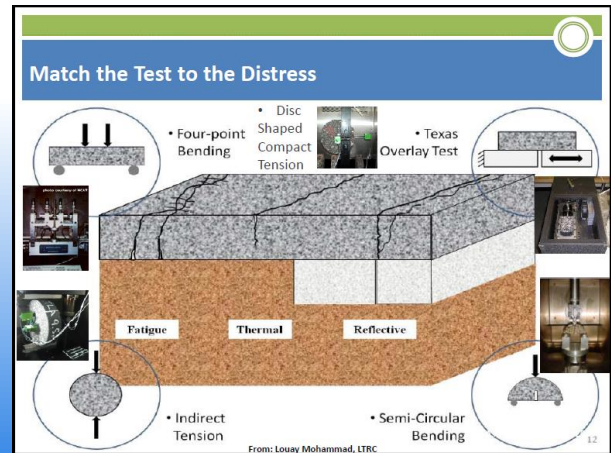 Match the Test to the Distress
• Four-point
Bending
• Disc
Shaped
Compact
Tension
• Texas
Overlay Test
photo courtesy of NCAT
Fatigue
Thermal
Reflective
• Indirect
Tension
• Semi-Circular
Bending
12
From: Louay Mohammad, LTRC